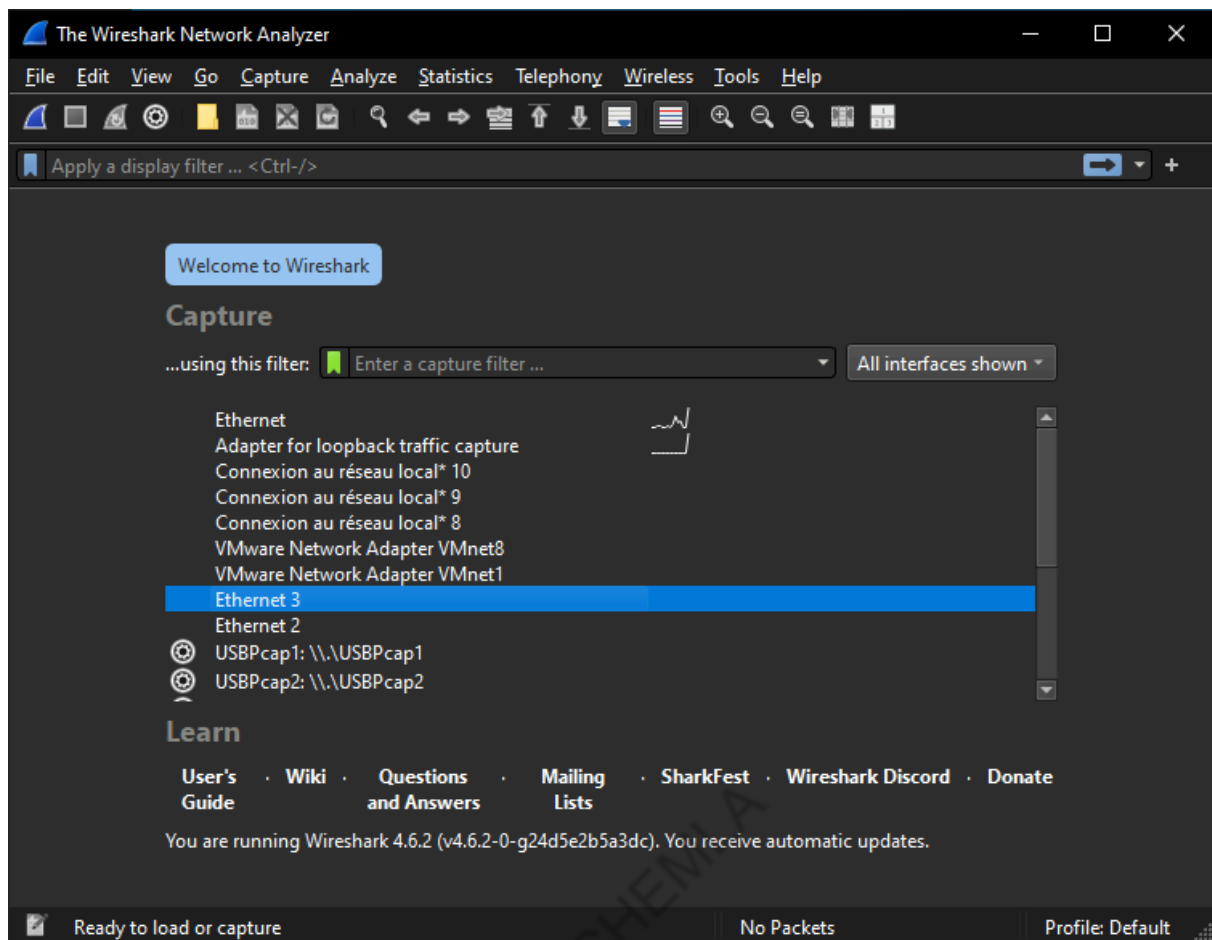 The Wireshark Network Analyzer
File Edit View Go Capture Analyze Statistics Telephony Wireless Tools Help
Apply a display filter ... <Ctrl-/>
Welcome to Wireshark
Capture
...using this filter: Enter a capture filter ... All interfaces shown
Ethernet
Adapter for loopback traffic capture
Connexion au réseau local* 10
Connexion au réseau local* 9
Connexion au réseau local* 8
VMware Network Adapter VMnet8
VMware Network Adapter VMnet1
Ethernet 3
Ethernet 2
USBPcap1: \\.\USBPcap1
USBPcap2: \\.\USBPcap2
Learn
User's Guide · Wiki · Questions and Answers · Mailing Lists · SharkFest · Wireshark Discord · Donate
You are running Wireshark 4.6.2 (v4.6.2-0-g24d5e2b5a3dc). You receive automatic updates.
Ready to load or capture No Packets Profile: Default